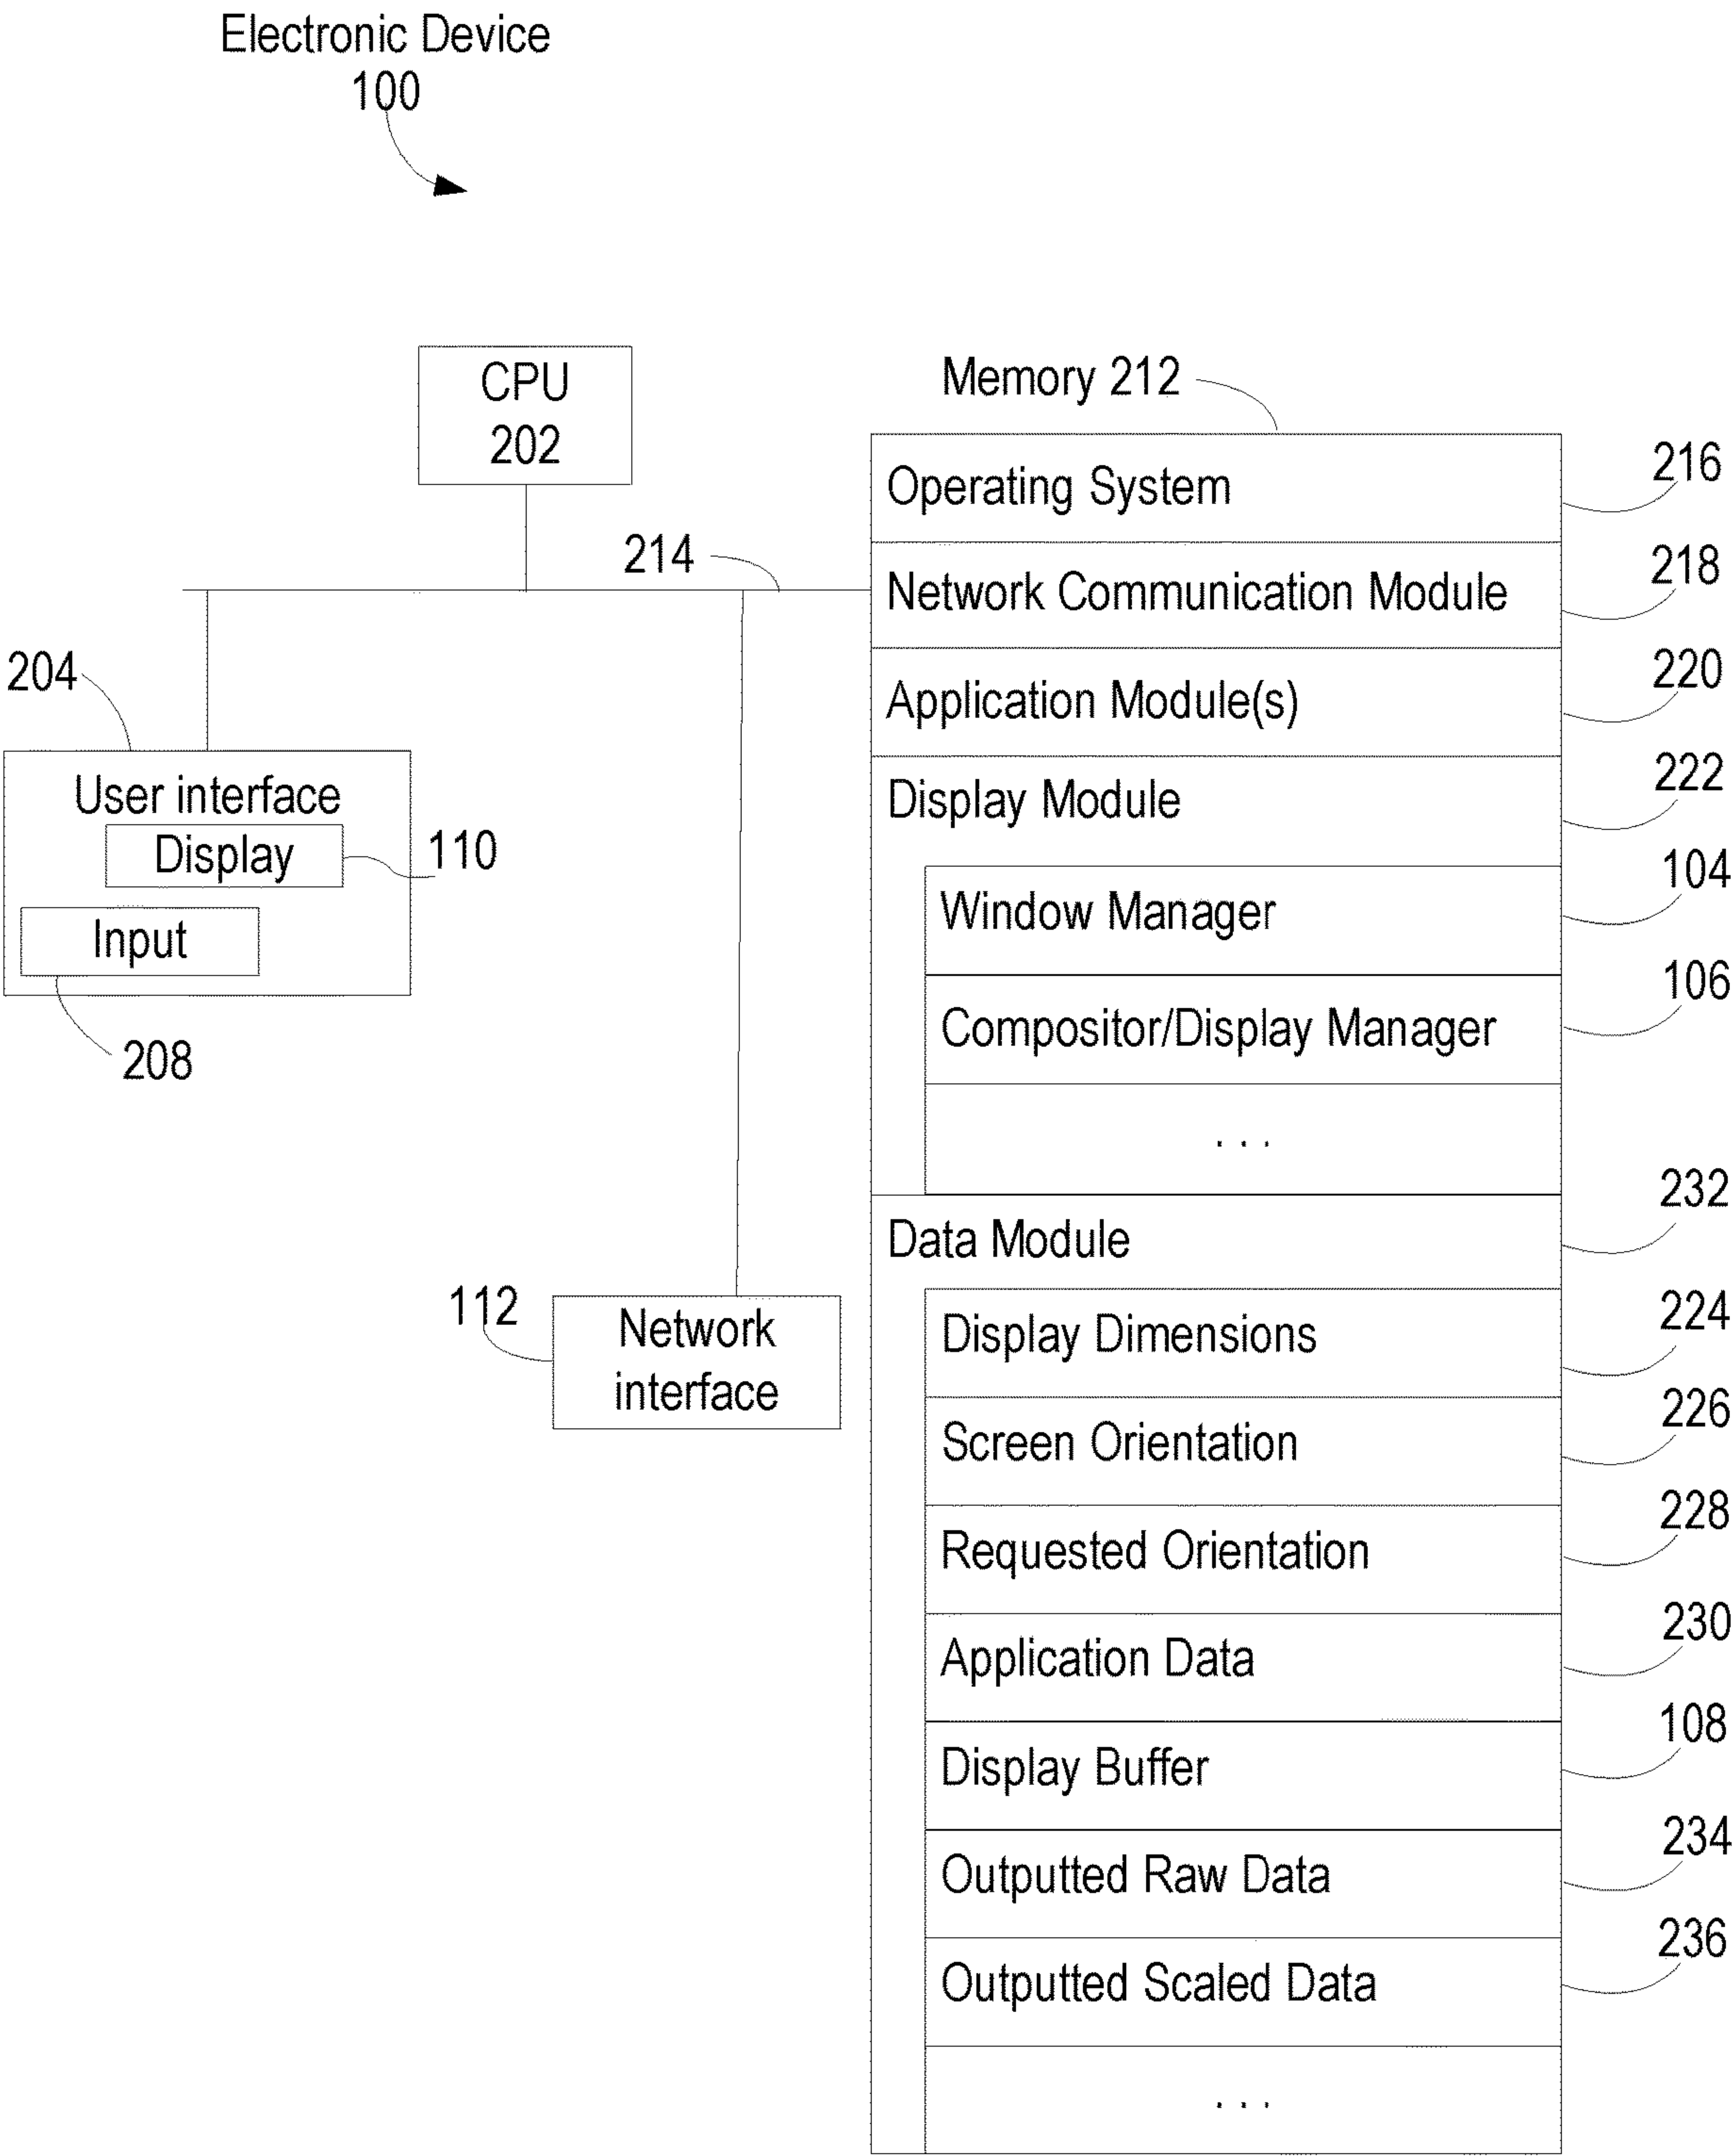 Electronic Device
100
CPU
202
Memory 212
Operating System
216
214
Network Communication Module
218
204
Application Module(s)
220
User interface
Display
110
Input
208
Display Module
222
Window Manager
104
Compositor/Display Manager
106
. . .
Data Module
232
112
Network
interface
Display Dimensions
224
Screen Orientation
226
Requested Orientation
228
Application Data
230
Display Buffer
108
Outputted Raw Data
234
Outputted Scaled Data
236
. . .